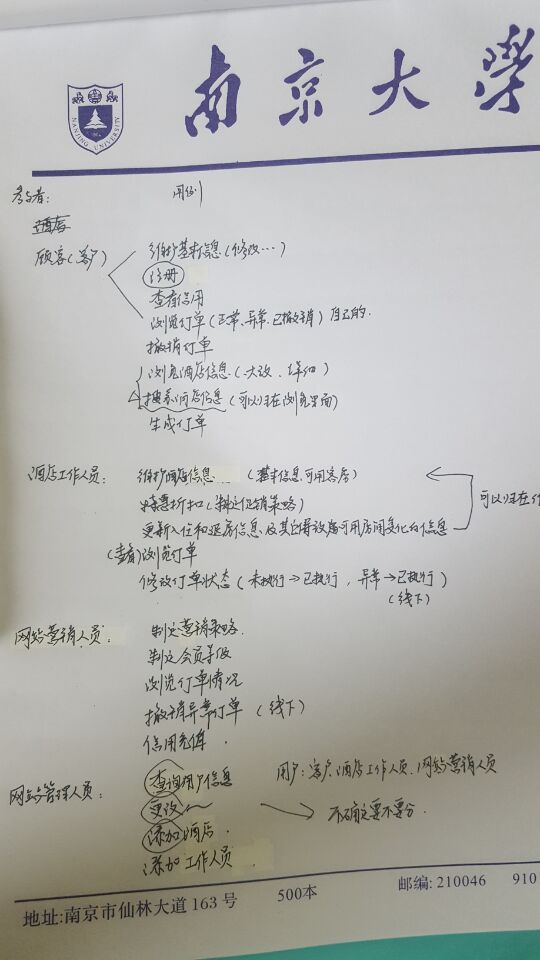 南京大学
NANJING UNIVERSITY
参与者: 用例
酒店
顾客(客户) 维护基本信息(修改…)
注册
查看信用
浏览订单(正常、异常、已撤销)自己的.
撤销订单
浏览酒店信息(大致、详细)
搜索酒店信息(可以归在浏览里面)
生成订单
酒店工作人员: 维护酒店信息 (基本信息,可用客房)
特惠折扣(制定促销策略) 可以归在
更新入住和退房信息,及其它导致店可用房间变化的信息
(查看)浏览订单
修改订单状态(未执行→已执行,异常→已执行)
(线下)
网站营销人员: 制定营销策略.
制定会员等级
浏览订单情况
撤销异常订单 (线下)
信用充值.
网站管理人员: 查询用户信息 用户:客户、酒店工作人员、网站营销人员
更改 不确定要不要分.
添加酒店.
添加工作人员
地址:南京市仙林大道 163 号 500本 邮编: 210046 910